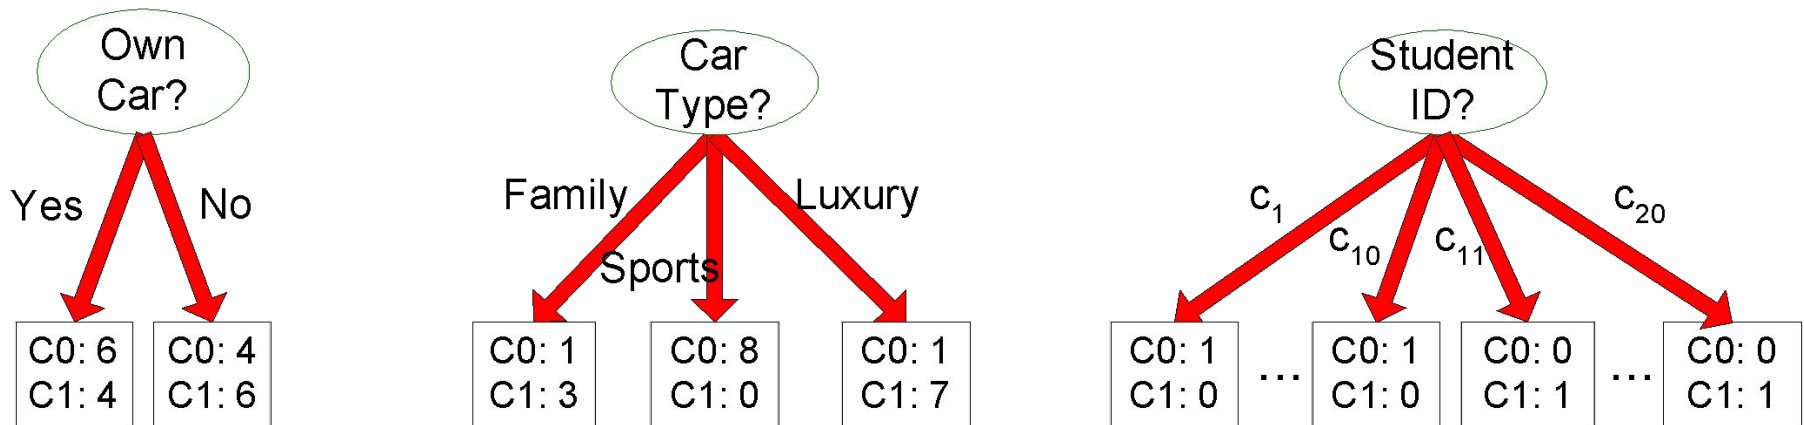 Own
Car?
Yes
No
C0: 6
C1: 4
C0: 4
C1: 6
Car
Type?
Family
Sports
Luxury
C0: 1
C1: 3
C0: 8
C1: 0
C0: 1
C1: 7
Student
ID?
c1
c10
c11
c20
C0: 1
C1: 0
...
C0: 1
C1: 0
C0: 0
C1: 1
...
C0: 0
C1: 1